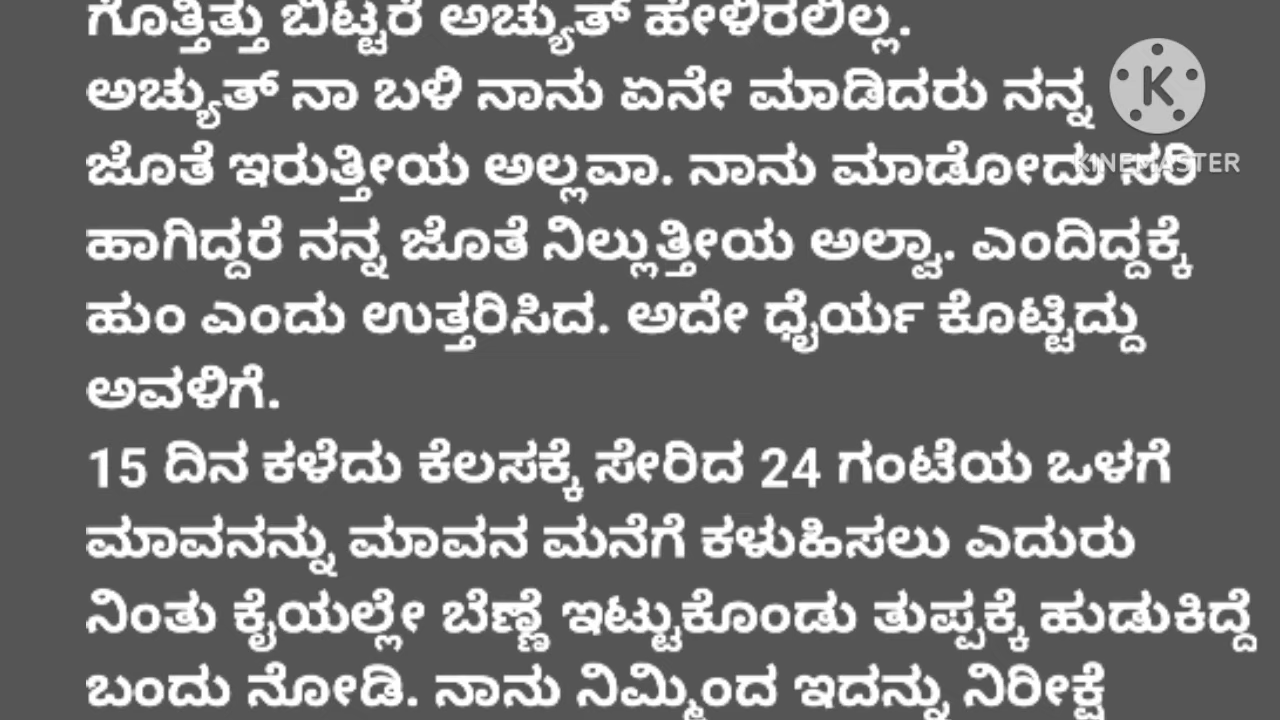 ಗೊತ್ತಿತ್ತು ಬಿಟ್ಟರೆ ಅಚ್ಯುತ್ ಹೇಳಿರಲಿಲ್ಲ.
ಅಚ್ಯುತ್ ನಾ ಬಳಿ ನಾನು ಏನೇ ಮಾಡಿದರು ನನ್ನ
ಜೊತೆ ಇರುತ್ತೀಯ ಅಲ್ಲವಾ. ನಾನು ಮಾಡೋದು ಸರಿ
ಹಾಗಿದ್ದರೆ ನನ್ನ ಜೊತೆ ನಿಲ್ಲುತ್ತೀಯ ಅಲ್ವಾ. ಎಂದಿದ್ದಕ್ಕೆ
ಹುಂ ಎಂದು ಉತ್ತರಿಸಿದ. ಅದೇ ಧೈರ್ಯ ಕೊಟ್ಟಿದ್ದು
ಅವಳಿಗೆ.
15 ದಿನ ಕಳೆದು ಕೆಲಸಕ್ಕೆ ಸೇರಿದ 24 ಗಂಟೆಯ ಒಳಗೆ
ಮಾವನನ್ನು ಮಾವನ ಮನೆಗೆ ಕಳುಹಿಸಲು ಎದುರು
ನಿಂತು ಕೈಯಲ್ಲೇ ಬೆಣ್ಣೆ ಇಟ್ಟುಕೊಂಡು ತುಪ್ಪಕ್ಕೆ ಹುಡುಕಿದ್ದೆ
ಬಂದು ನೋಡಿ. ನಾನು ನಿಮ್ಮಿಂದ ಇದನ್ನು ನಿರೀಕ್ಷೆ
K
KINEMASTER